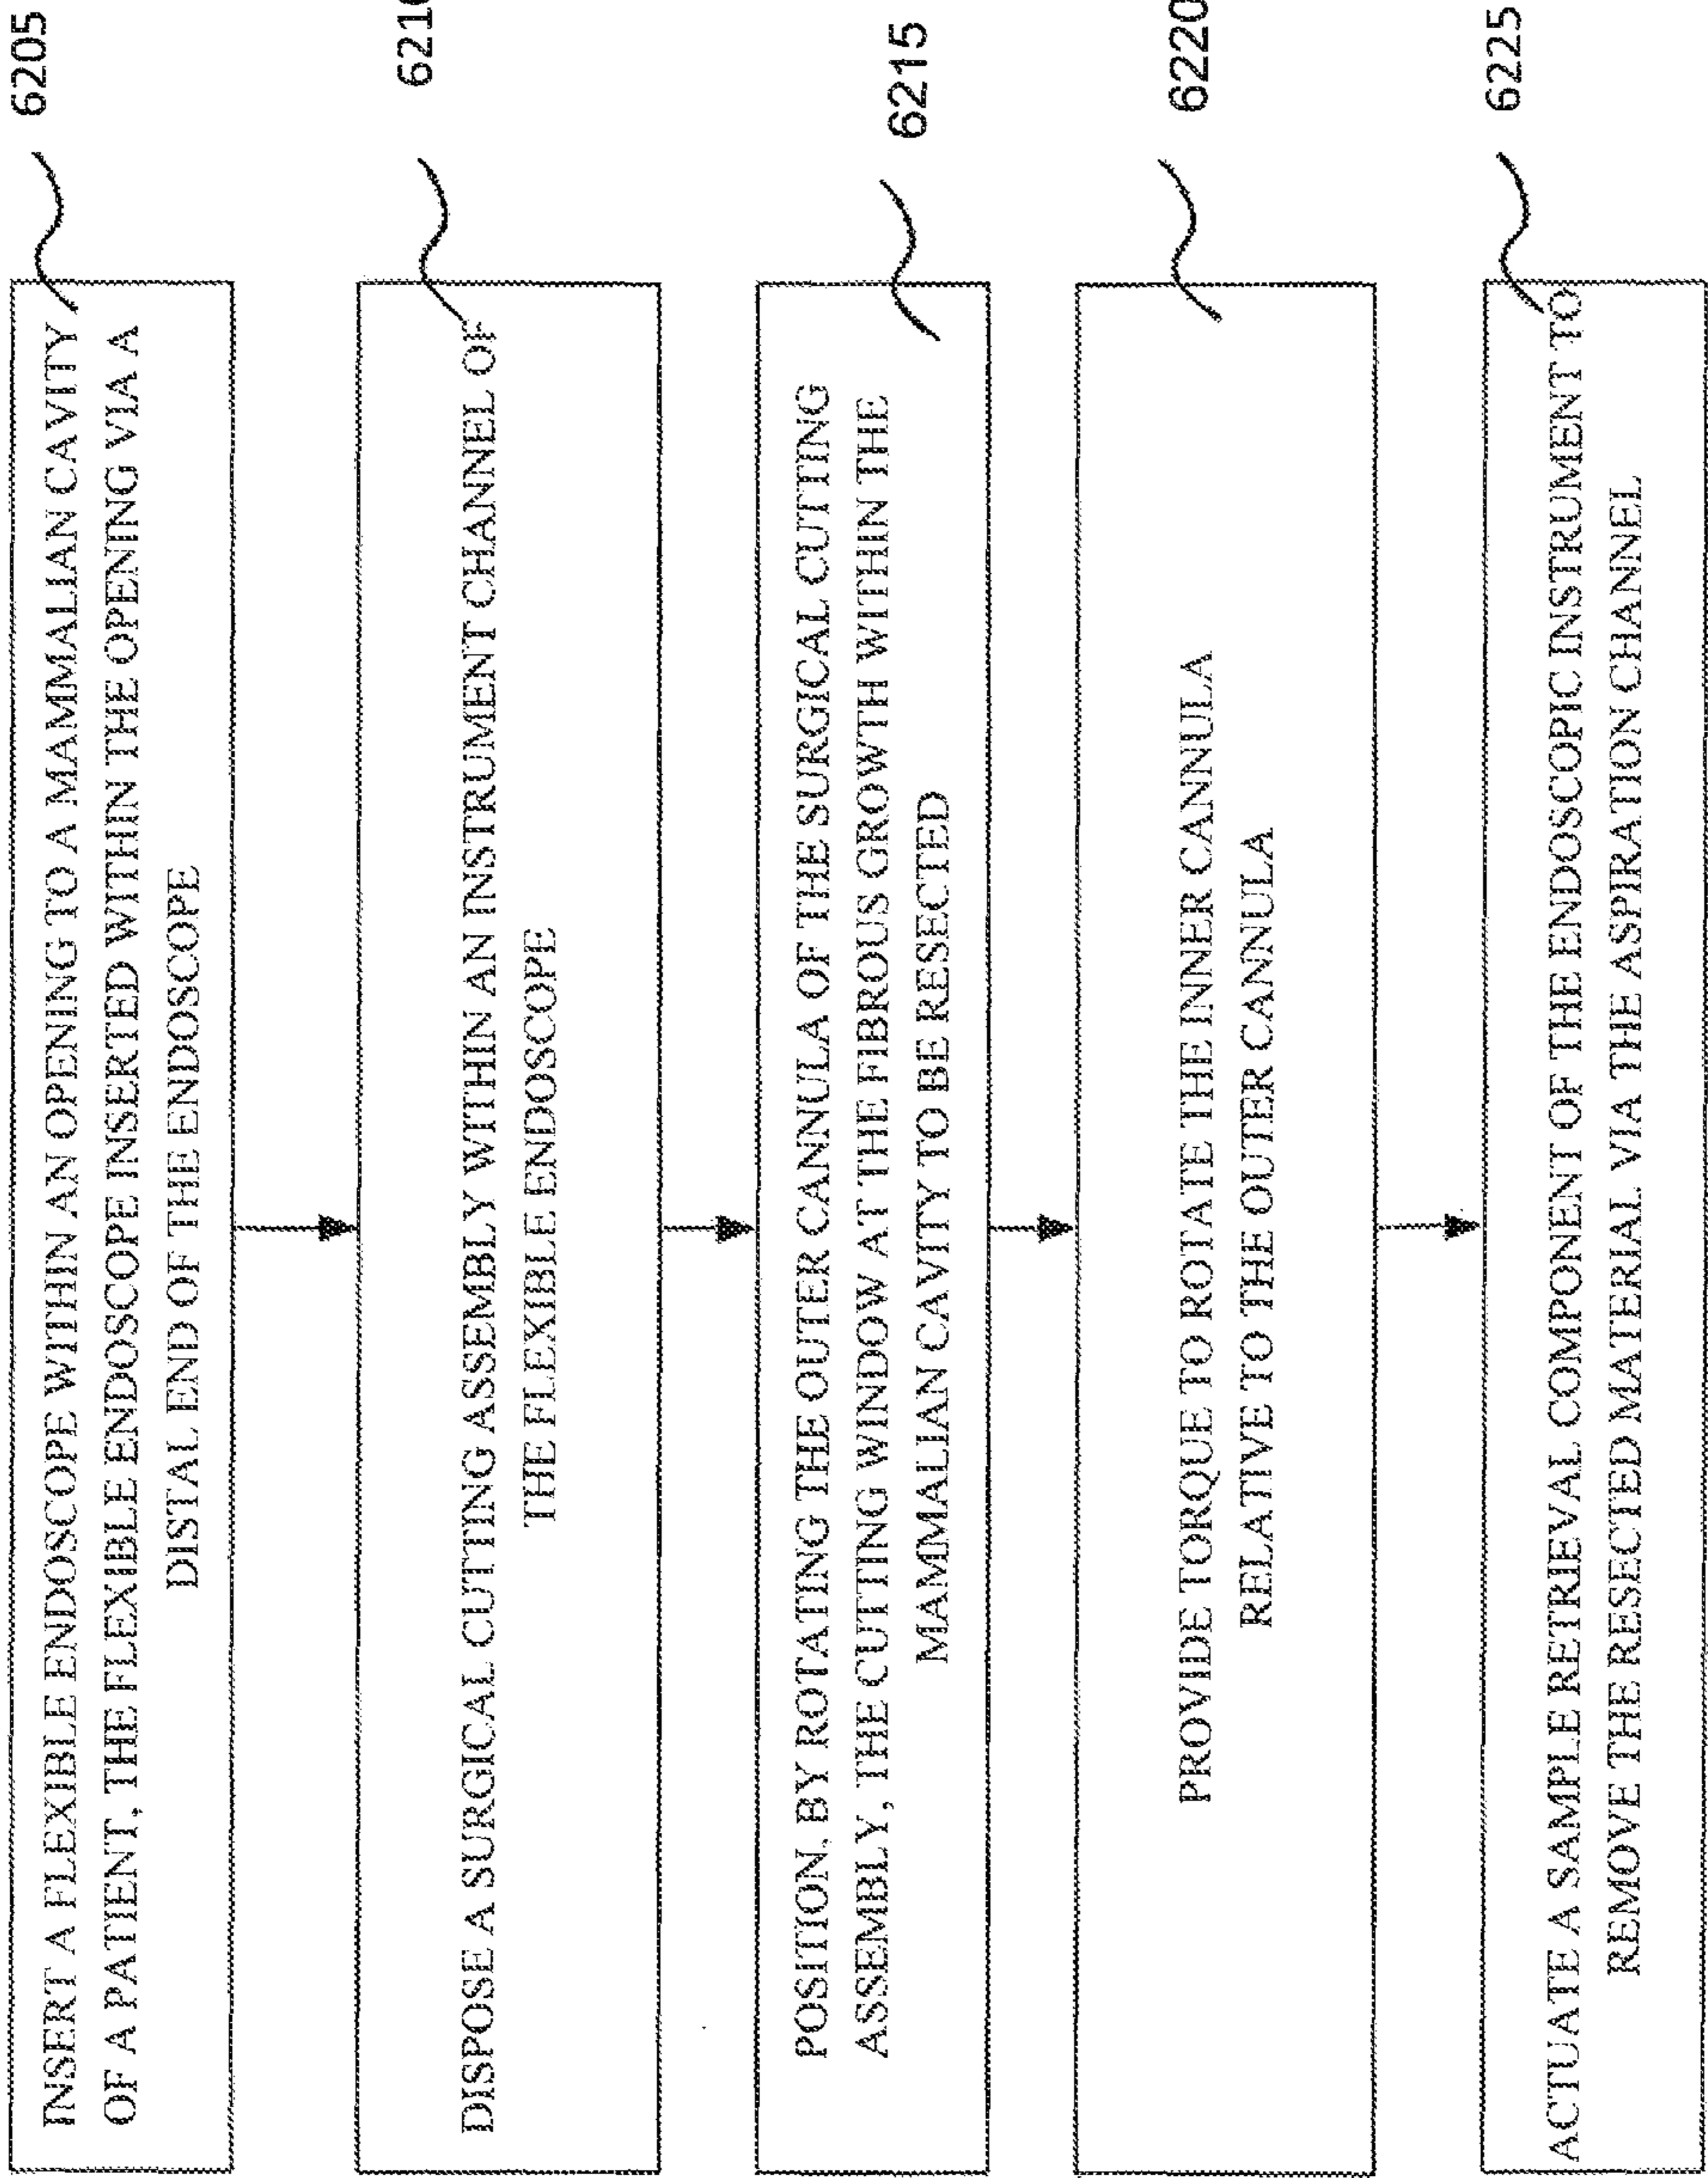 INSERT A FLEXIBLE ENDOSCOPE WITHIN AN OPENING TO A MAMMALIAN CAVITY
OF A PATIENT, THE FLEXIBLE ENDOSCOPE INSERTED WITHIN THE OPENING VIA A
DISTAL END OF THE ENDOSCOPE
6205
DISPOSE A SURGICAL CUTTING ASSEMBLY WITHIN AN INSTRUMENT CHANNEL OF
THE FLEXIBLE ENDOSCOPE
6210
POSITION, BY ROTATING THE OUTER CANNULA OF THE SURGICAL CUTTING
ASSEMBLY, THE CUTTING WINDOW AT THE FIBROUS GROWTH WITHIN THE
MAMMALIAN CAVITY TO BE RESECTED
6215
PROVIDE TORQUE TO ROTATE THE INNER CANNULA
RELATIVE TO THE OUTER CANNULA
6220
ACTUATE A SAMPLE RETRIEVAL COMPONENT OF THE ENDOSCOPIC INSTRUMENT TO
REMOVE THE RESECTED MATERIAL VIA THE ASPIRATION CHANNEL
6225